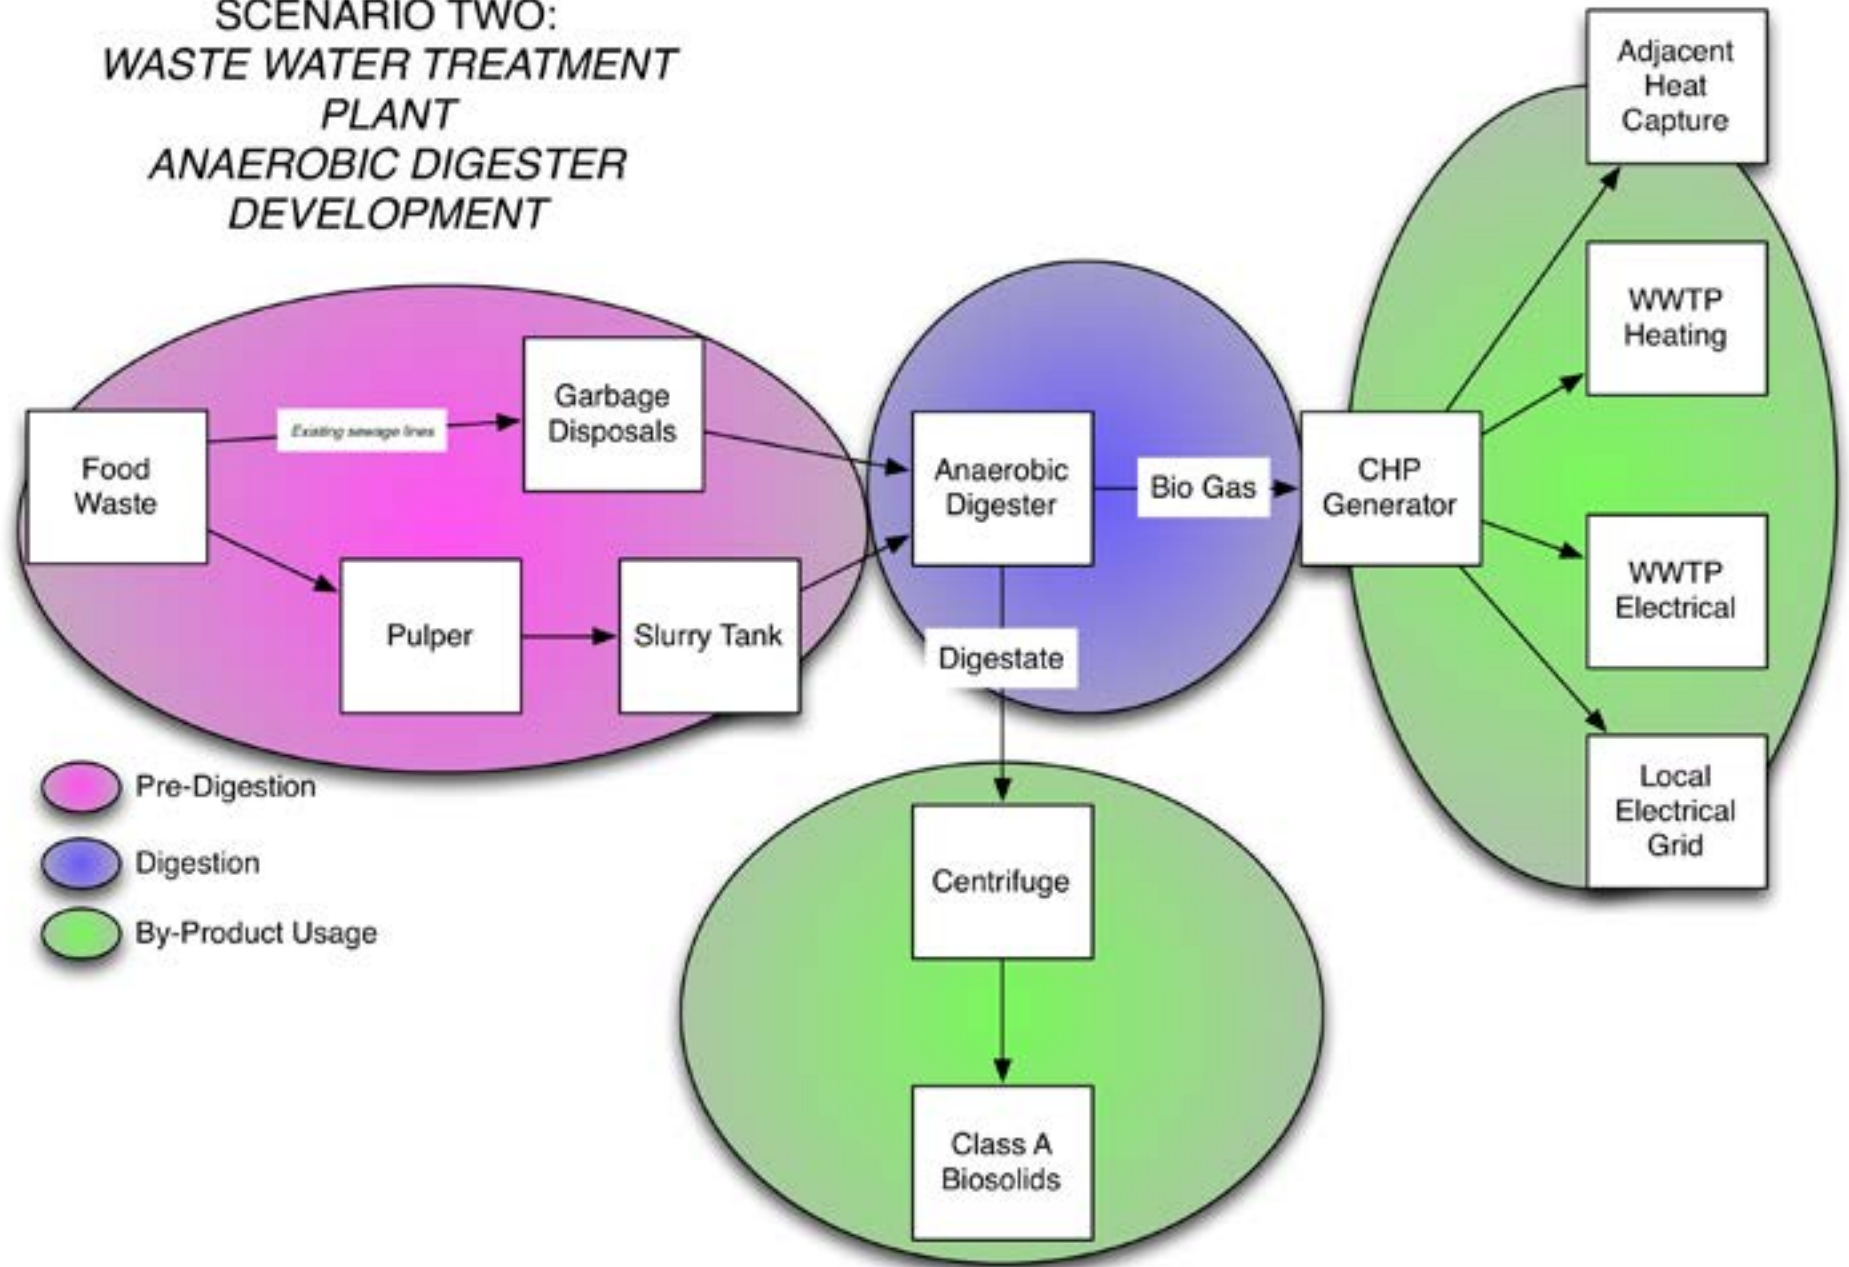 SCENARIO TWO:
WASTE WATER TREATMENT
PLANT
ANAEROBIC DIGESTER
DEVELOPMENT
Adjacent
Heat
Capture
WWTP
Heating
Garbage
Disposals
Existing sewage lines
Food
Waste
Anaerobic
Digester
Bio Gas
CHP
Generator
WWTP
Electrical
Pulper
Slurry Tank
Digestate
Local
Electrical
Grid
Pre-Digestion
Digestion
By-Product Usage
Centrifuge
Class A
Biosolids